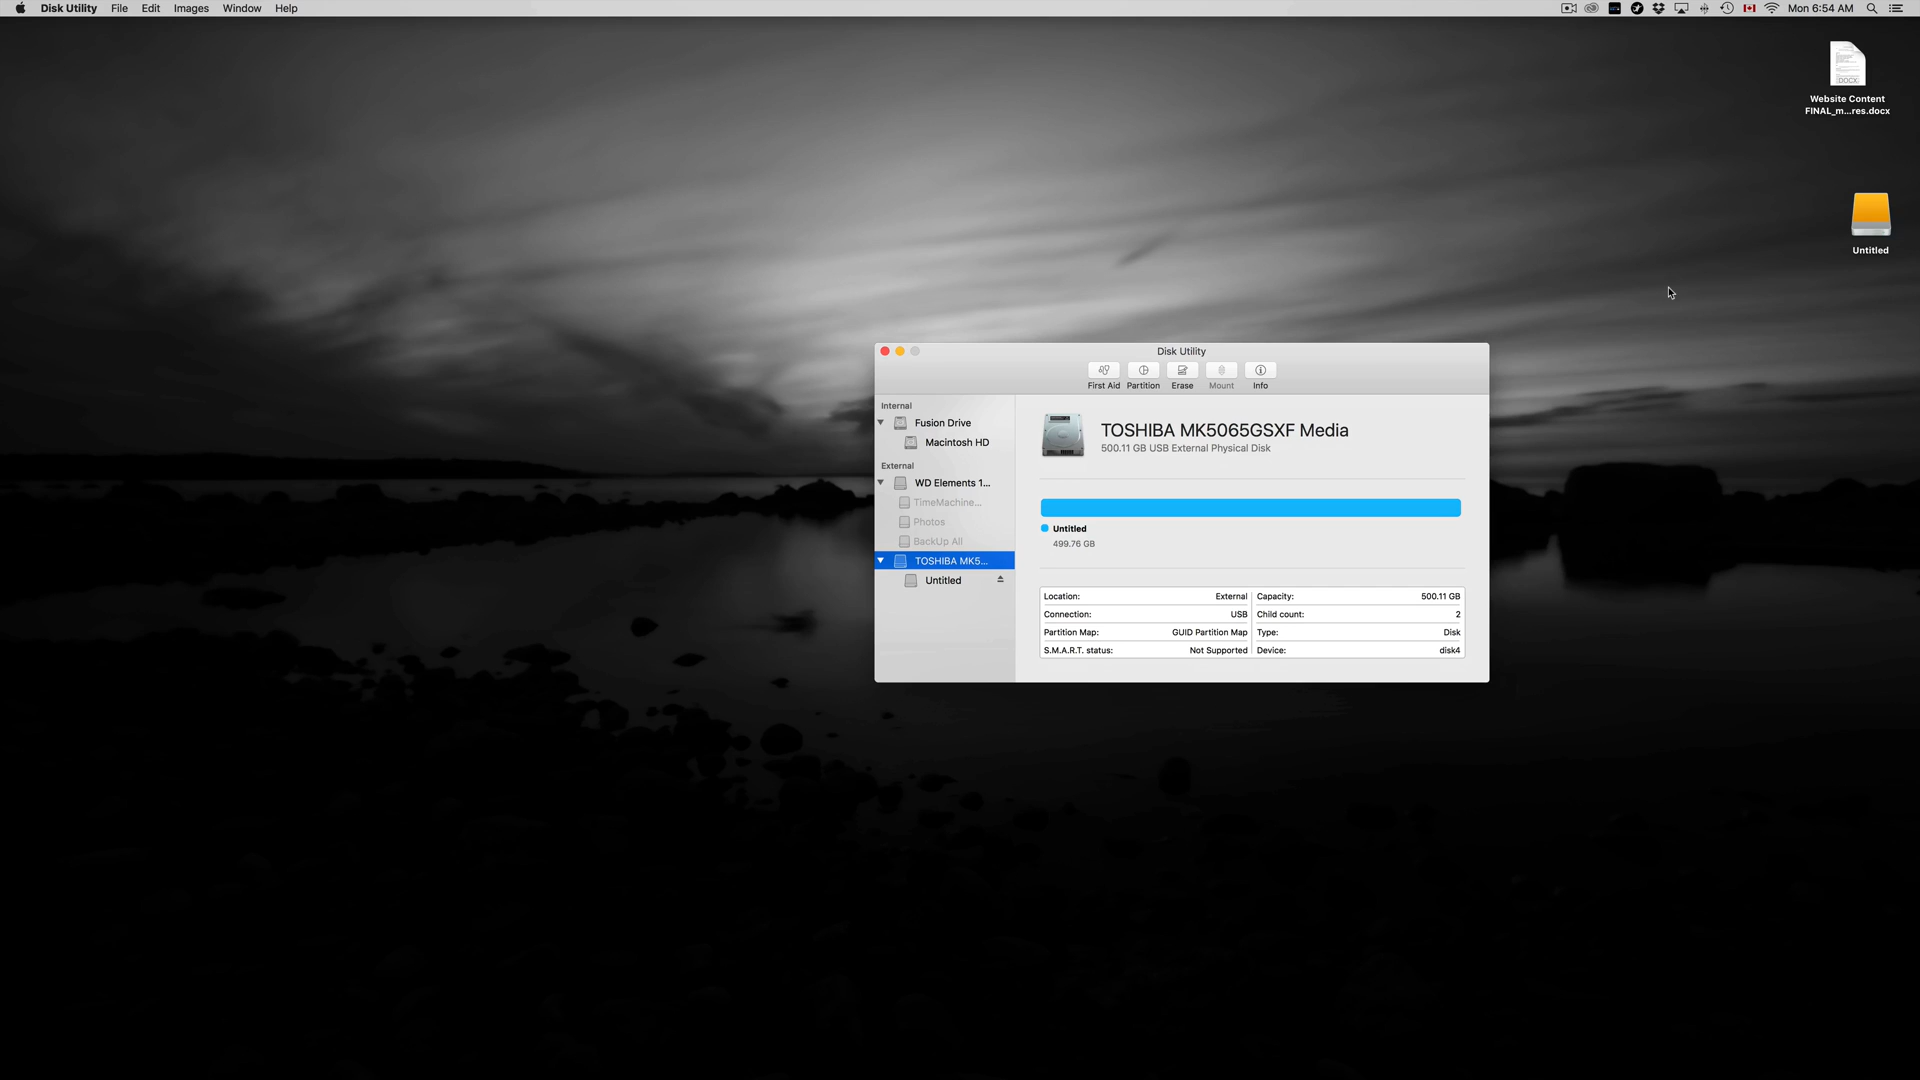 Disk Utility File Edit Images Window Help Mon 6:54 AM
DOCX
Website Content
FINAL_m...res.docx
Untitled
Disk Utility
First Aid Partition Erase Mount Info
Internal
Fusion Drive
Macintosh HD
External
WD Elements 1...
TimeMachine...
Photos
BackUp All
TOSHIBA MK5...
Untitled
TOSHIBA MK5065GSXF Media
500.11 GB USB External Physical Disk
Untitled
499.76 GB
Location: External Capacity: 500.11 GB
Connection: USB Child count: 2
Partition Map: GUID Partition Map Type: Disk
S.M.A.R.T. status: Not Supported Device: disk4